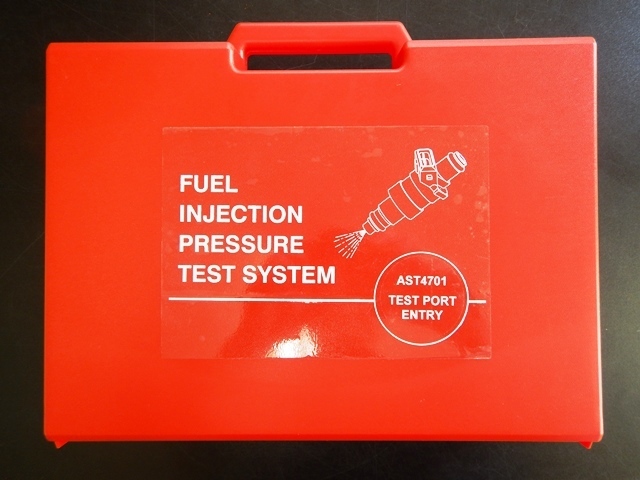 FUEL
INJECTION
PRESSURE
TEST SYSTEM
AST4701
TEST PORT
ENTRY